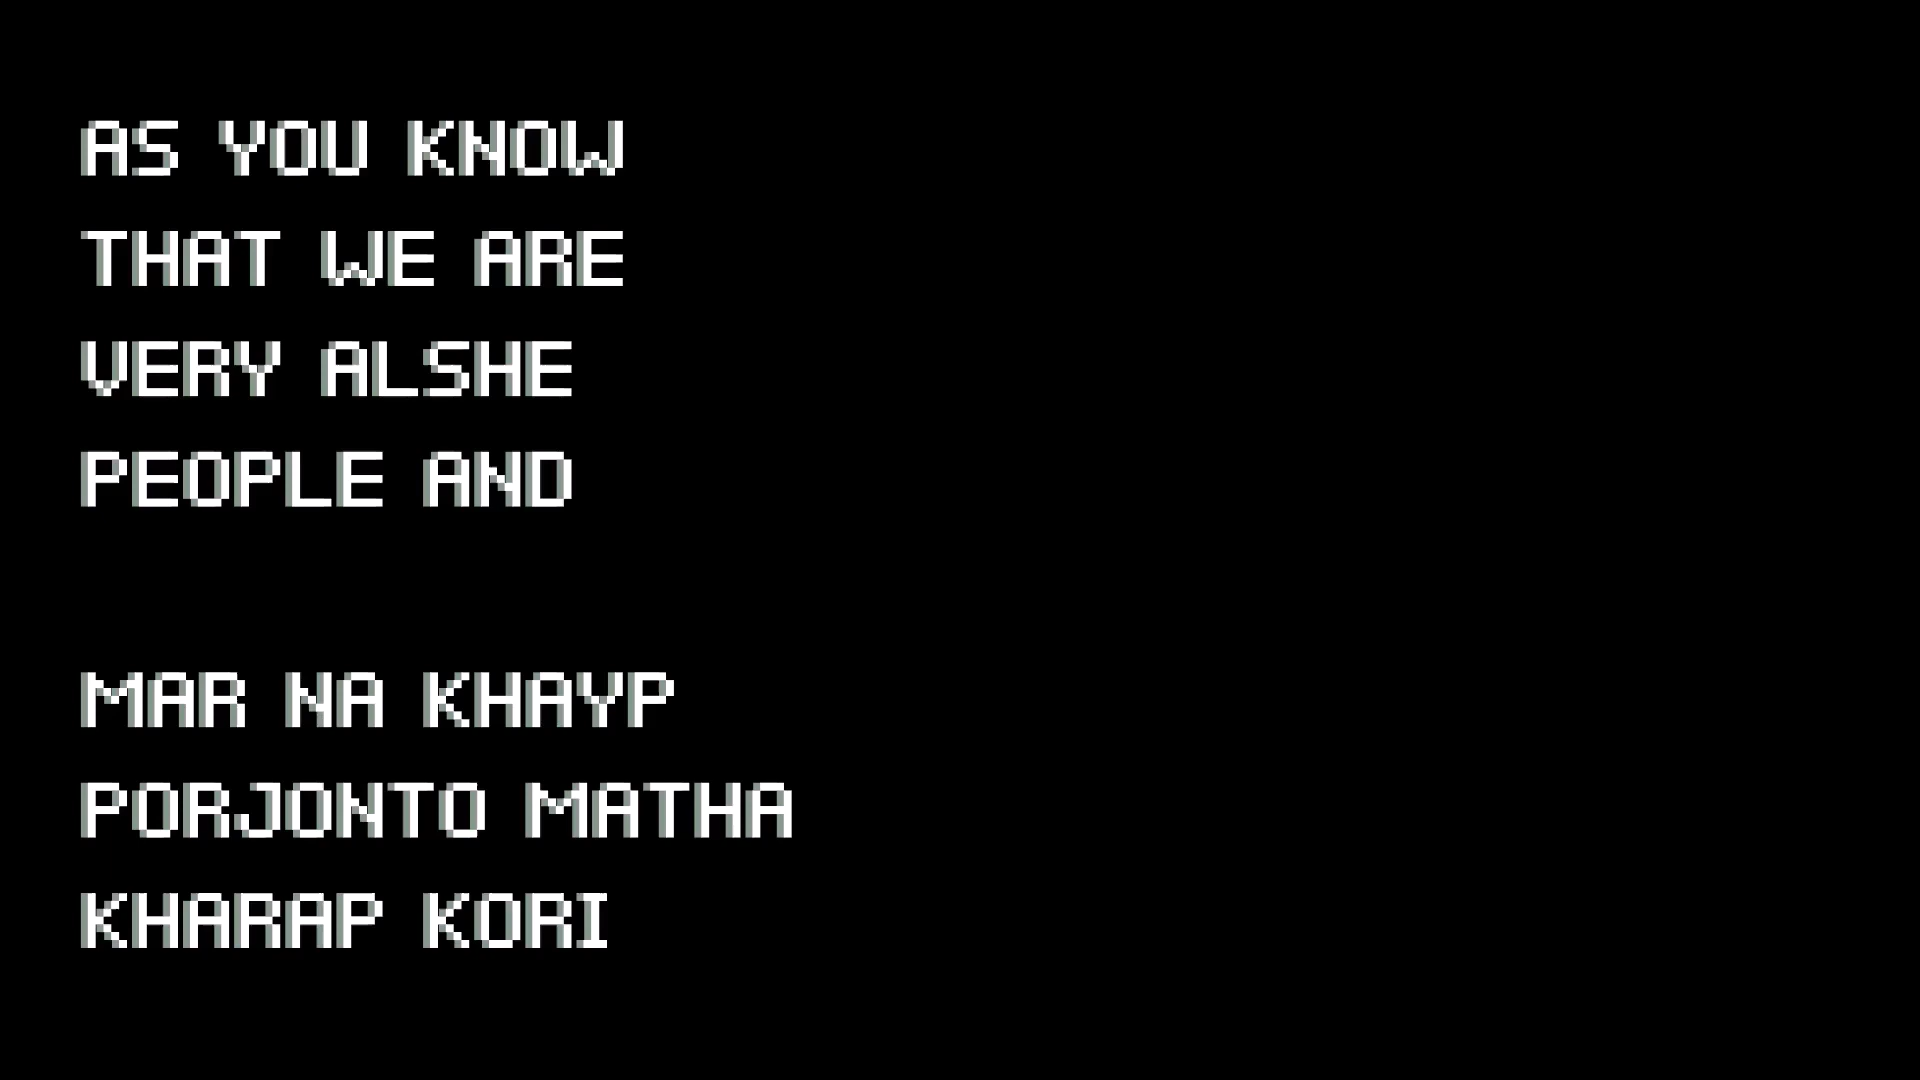 AS YOU KNOW
THAT WE ARE
VERY ALSHE
PEOPLE AND
MAR NA KHAYP
PORJONTO MATHA
KHARAP KORI